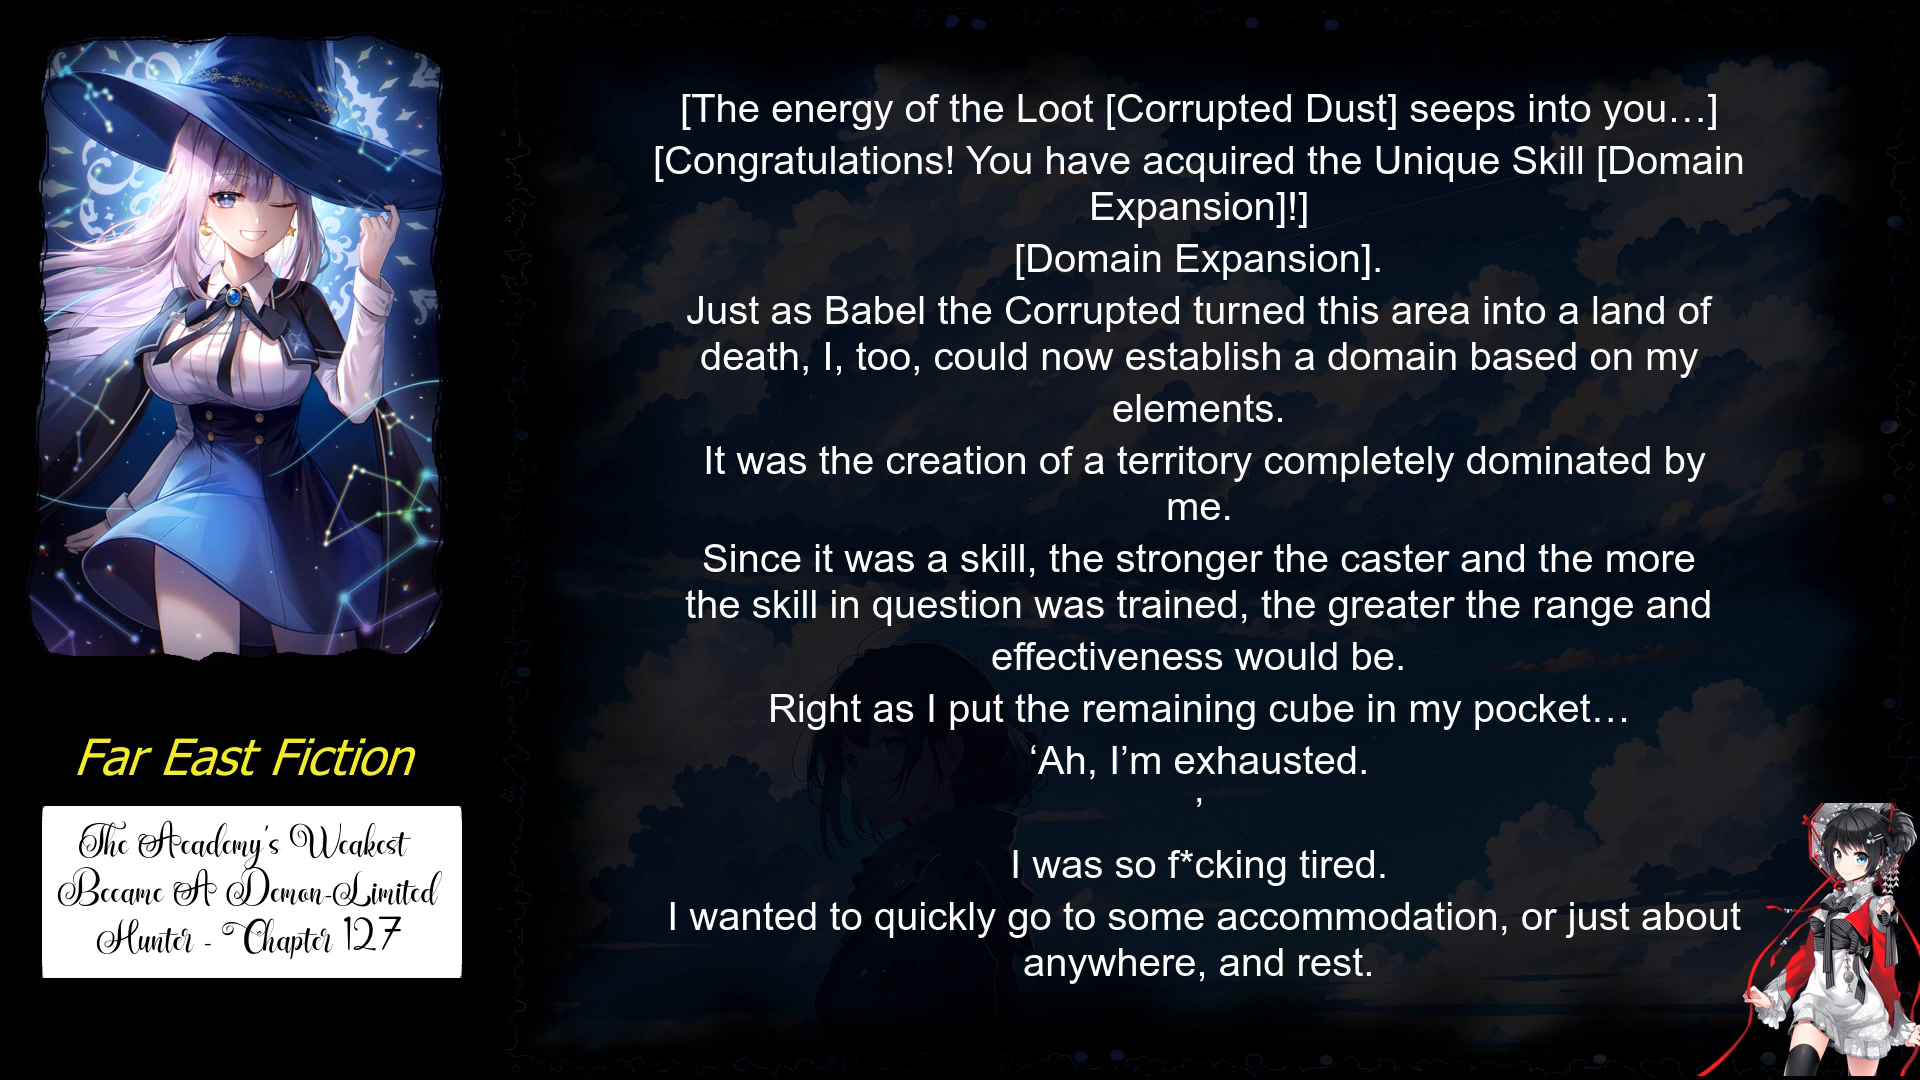 [The energy of the Loot [Corrupted Dust] seeps into you…]
[Congratulations! You have acquired the Unique Skill [Domain
Expansion]!]
[Domain Expansion].
Just as Babel the Corrupted turned this area into a land of
death, I, too, could now establish a domain based on my
elements.
It was the creation of a territory completely dominated by
me.
Since it was a skill, the stronger the caster and the more
the skill in question was trained, the greater the range and
effectiveness would be.
Right as I put the remaining cube in my pocket…
‘Ah, I’m exhausted.
’
I was so f*cking tired.
I wanted to quickly go to some accommodation, or just about
anywhere, and rest.
Far East Fiction
The Academy's Weakest
Became A Demon-Limited
Hunter - Chapter 127